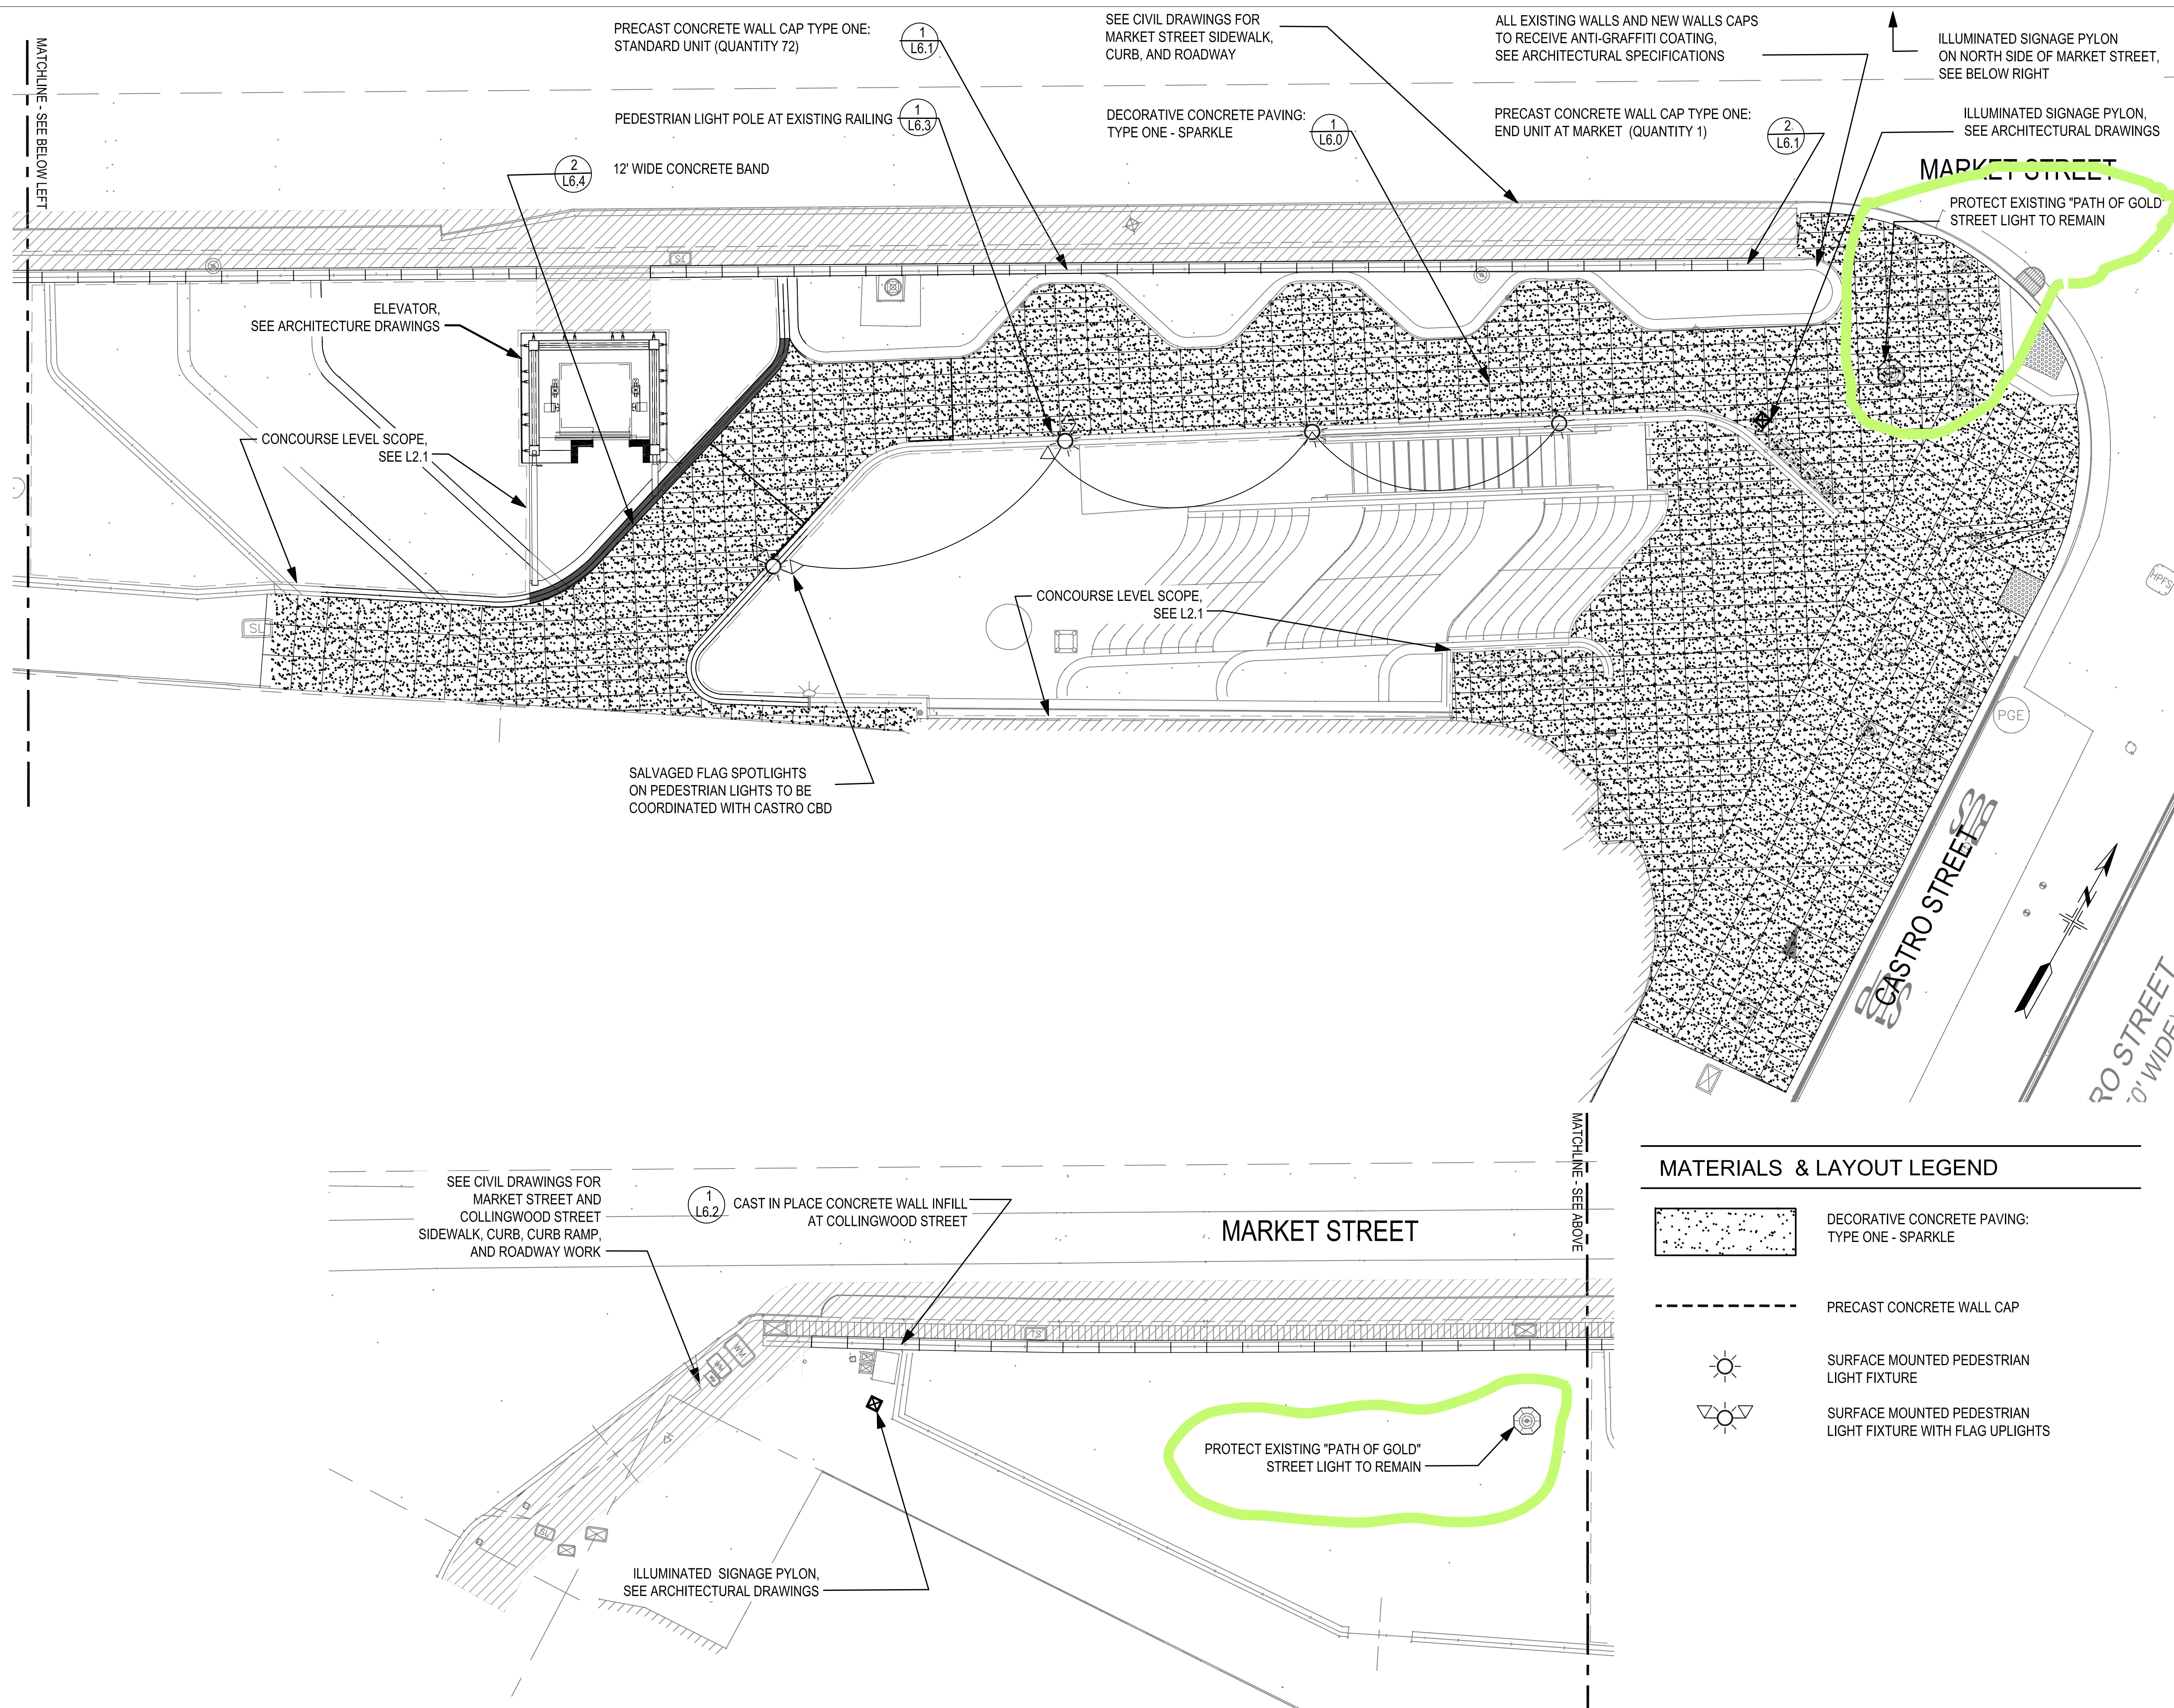 MATCHLINE - SEE BELOW LEFT
PRECAST CONCRETE WALL CAP TYPE ONE:
STANDARD UNIT (QUANTITY 72)
1
L6.1
SEE CIVIL DRAWINGS FOR
MARKET STREET SIDEWALK,
CURB, AND ROADWAY
ALL EXISTING WALLS AND NEW WALLS CAPS
TO RECEIVE ANTI-GRAFFITI COATING,
SEE ARCHITECTURAL SPECIFICATIONS
ILLUMINATED SIGNAGE PYLON
ON NORTH SIDE OF MARKET STREET,
SEE BELOW RIGHT
PEDESTRIAN LIGHT POLE AT EXISTING RAILING
1
L6.3
DECORATIVE CONCRETE PAVING:
TYPE ONE - SPARKLE
1
L6.0
PRECAST CONCRETE WALL CAP TYPE ONE:
END UNIT AT MARKET (QUANTITY 1)
2
L6.1
ILLUMINATED SIGNAGE PYLON,
SEE ARCHITECTURAL DRAWINGS
2
L6.4
12' WIDE CONCRETE BAND
MARKET STREET
PROTECT EXISTING "PATH OF GOLD"
STREET LIGHT TO REMAIN
ST
ELEVATOR,
SEE ARCHITECTURE DRAWINGS
CONCOURSE LEVEL SCOPE,
SEE L2.1
SL
CONCOURSE LEVEL SCOPE,
SEE L2.1
HPFS
PGE
SALVAGED FLAG SPOTLIGHTS
ON PEDESTRIAN LIGHTS TO BE
COORDINATED WITH CASTRO CBD
CASTRO STREET
N
RO STREET
0' WIDE
MATCHLINE - SEE ABOVE
SEE CIVIL DRAWINGS FOR
MARKET STREET AND
COLLINGWOOD STREET
SIDEWALK, CURB, CURB RAMP,
AND ROADWAY WORK
1
L6.2
CAST IN PLACE CONCRETE WALL INFILL
AT COLLINGWOOD STREET
MARKET STREET
TS
WM
WM
WM
PROTECT EXISTING "PATH OF GOLD"
STREET LIGHT TO REMAIN
SL
ILLUMINATED SIGNAGE PYLON,
SEE ARCHITECTURAL DRAWINGS
MATERIALS & LAYOUT LEGEND
DECORATIVE CONCRETE PAVING:
TYPE ONE - SPARKLE
PRECAST CONCRETE WALL CAP
SURFACE MOUNTED PEDESTRIAN
LIGHT FIXTURE
SURFACE MOUNTED PEDESTRIAN
LIGHT FIXTURE WITH FLAG UPLIGHTS